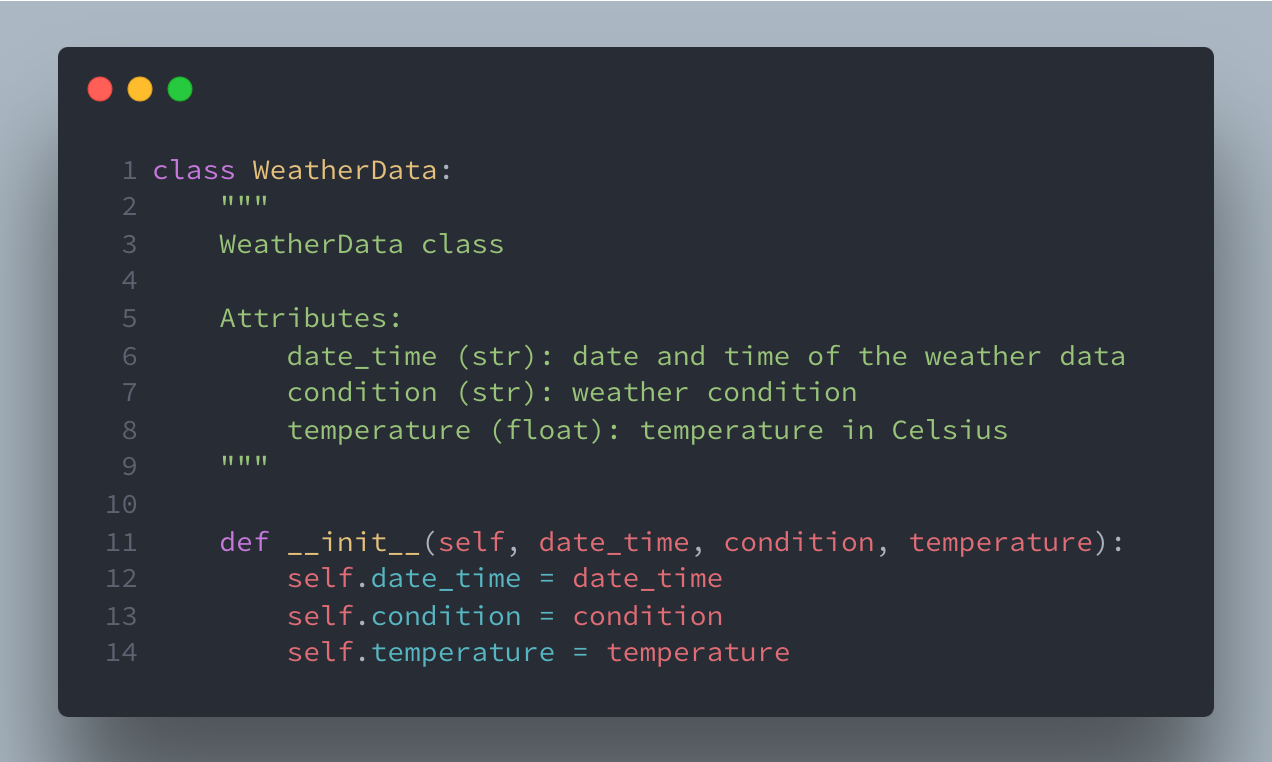 1 class WeatherData:
2     """
3     WeatherData class
4
5     Attributes:
6         date_time (str): date and time of the weather data
7         condition (str): weather condition
8         temperature (float): temperature in Celsius
9     """
10
11     def __init__(self, date_time, condition, temperature):
12         self.date_time = date_time
13         self.condition = condition
14         self.temperature = temperature